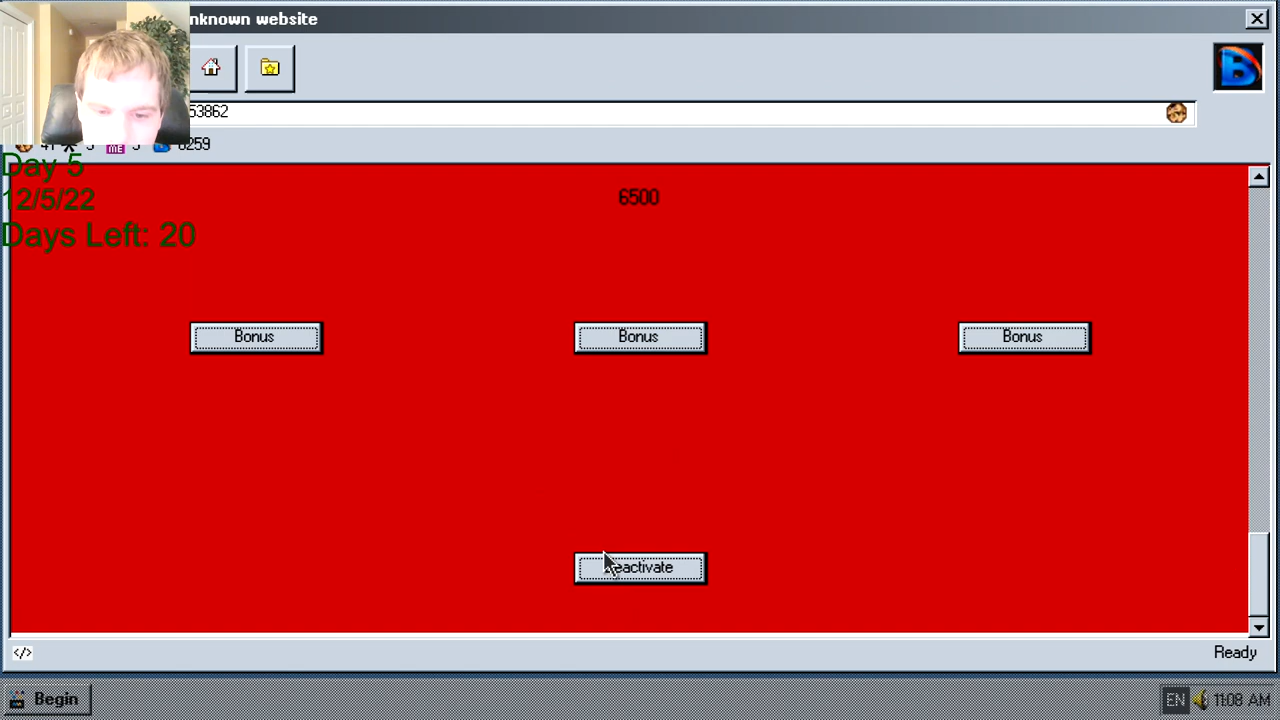 nknown website
53862
8259
Day 5
12/5/22
Days Left: 20
6500
Bonus Bonus Bonus
eactivate
Ready
Begin
EN 11:08 AM